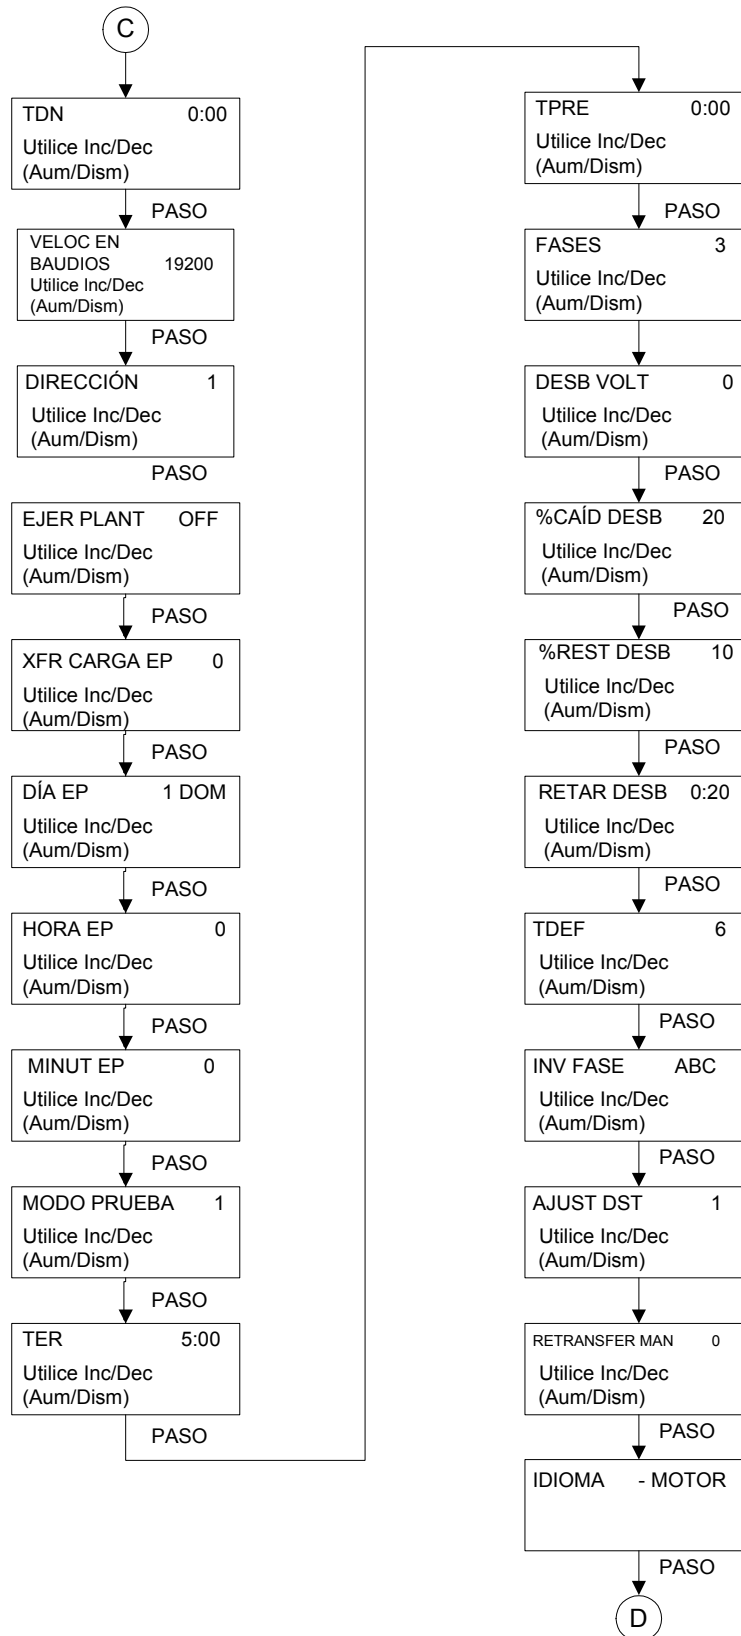 C
TDN 0:00
Utilice Inc/Dec
(Aum/Dism)
PASO
VELOC EN
BAUDIOS 19200
Utilice Inc/Dec
(Aum/Dism)
PASO
DIRECCIÓN 1
Utilice Inc/Dec
(Aum/Dism)
PASO
EJER PLANT OFF
Utilice Inc/Dec
(Aum/Dism)
PASO
XFR CARGA EP 0
Utilice Inc/Dec
(Aum/Dism)
PASO
DÍA EP 1 DOM
Utilice Inc/Dec
(Aum/Dism)
PASO
HORA EP 0
Utilice Inc/Dec
(Aum/Dism)
PASO
MINUT EP 0
Utilice Inc/Dec
(Aum/Dism)
PASO
MODO PRUEBA 1
Utilice Inc/Dec
(Aum/Dism)
PASO
TER 5:00
Utilice Inc/Dec
(Aum/Dism)
PASO
TPRE 0:00
Utilice Inc/Dec
(Aum/Dism)
PASO
FASES 3
Utilice Inc/Dec
(Aum/Dism)
DESB VOLT 0
Utilice Inc/Dec
(Aum/Dism)
PASO
%CAÍD DESB 20
Utilice Inc/Dec
(Aum/Dism)
PASO
%REST DESB 10
Utilice Inc/Dec
(Aum/Dism)
PASO
RETAR DESB 0:20
Utilice Inc/Dec
(Aum/Dism)
PASO
TDEF 6
Utilice Inc/Dec
(Aum/Dism)
PASO
INV FASE ABC
Utilice Inc/Dec
(Aum/Dism)
PASO
AJUST DST 1
Utilice Inc/Dec
(Aum/Dism)
RETRANSFER MAN 0
Utilice Inc/Dec
(Aum/Dism)
PASO
IDIOMA - MOTOR
PASO
D